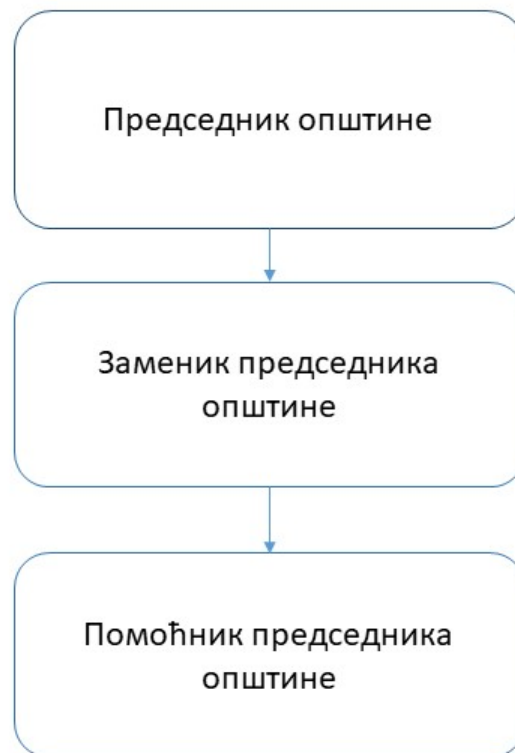 Председник општине
Заменик председника
општине
Помоћник председника
општине